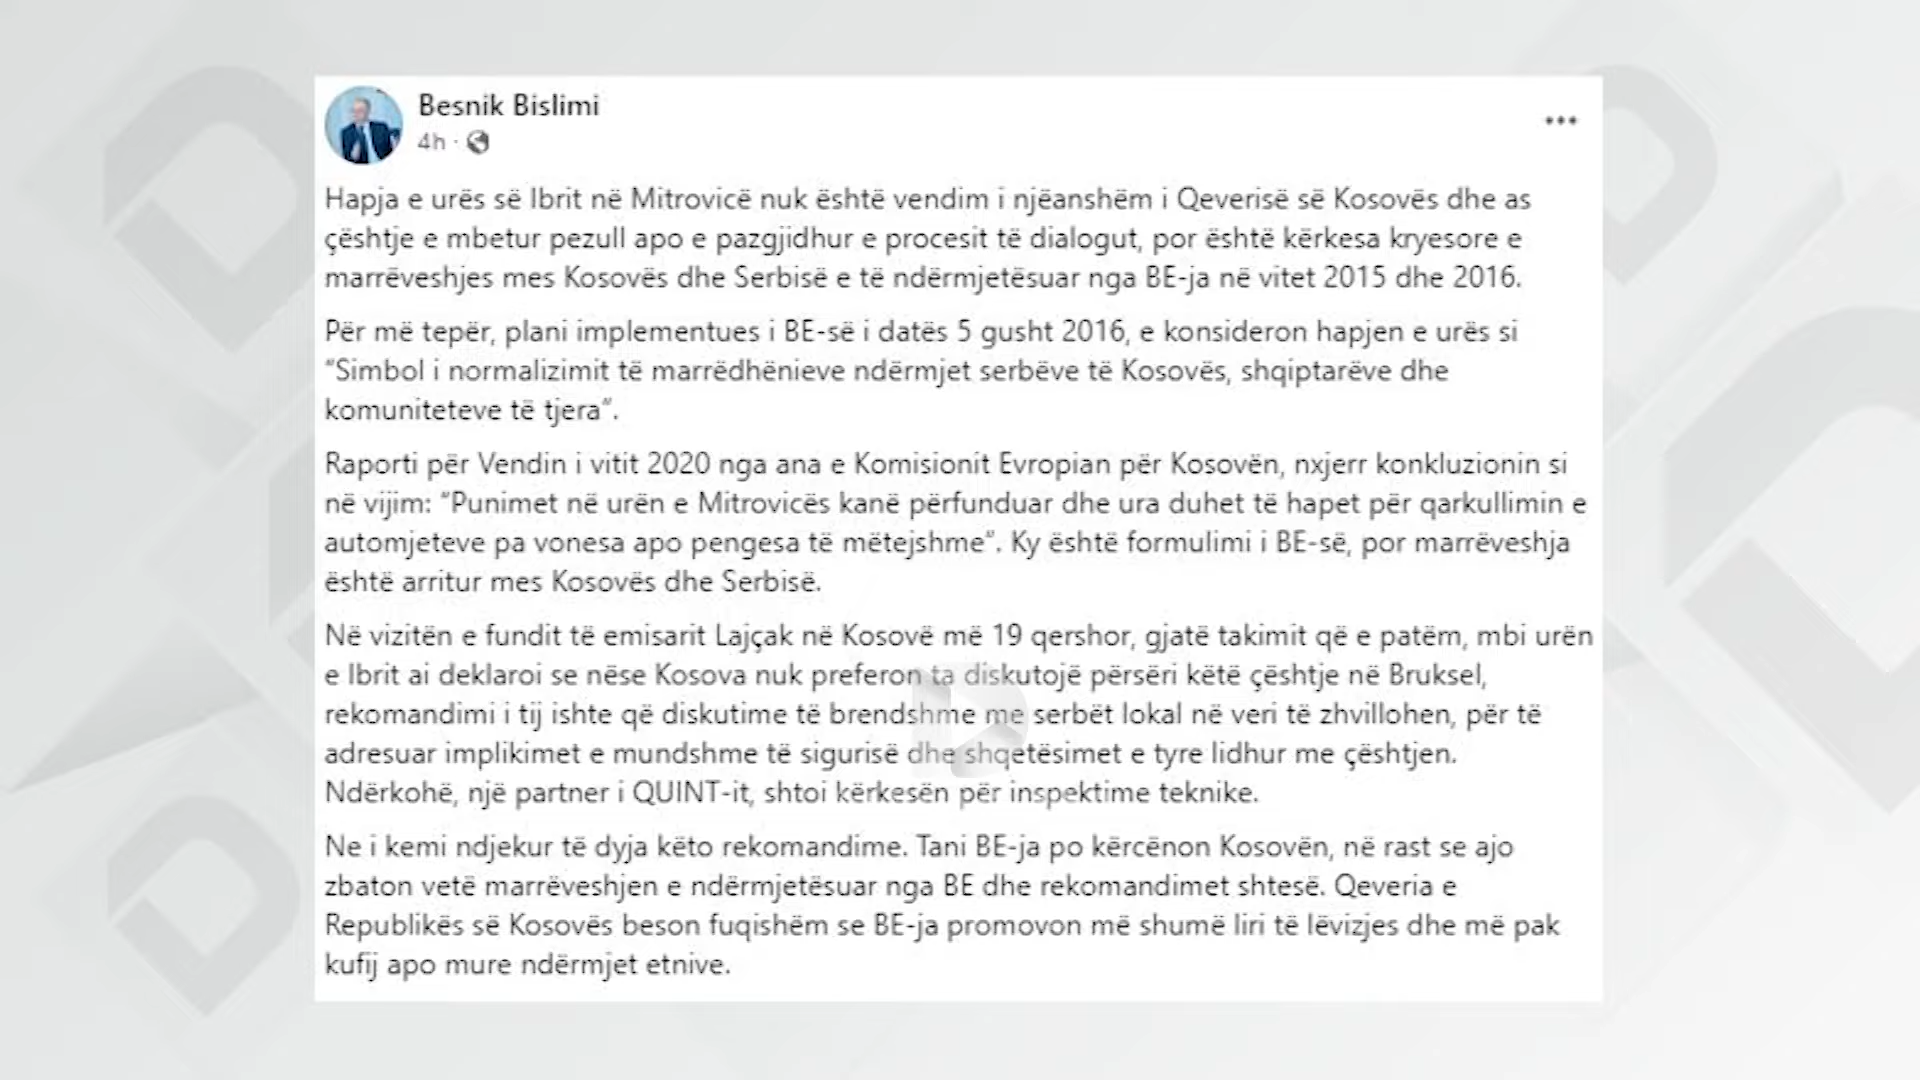 Besnik Bislimi
4h ·
Hapja e urës së Ibrit në Mitrovicë nuk është vendim i njëanshëm i Qeverisë së Kosovës dhe as
çështje e mbetur pezull apo e pazgjidhur e procesit të dialogut, por është kërkesa kryesore e
marrëveshjes mes Kosovës dhe Serbisë e të ndërmjetësuar nga BE-ja në vitet 2015 dhe 2016.
Për më tepër, plani implementues i BE-së i datës 5 gusht 2016, e konsideron hapjen e urës si
“Simbol i normalizimit të marrëdhënieve ndërmjet serbëve të Kosovës, shqiptarëve dhe
komuniteteve të tjera”.
Raporti për Vendin i vitit 2020 nga ana e Komisionit Evropian për Kosovën, nxjerr konkluzionin si
në vijim: “Punimet në urën e Mitrovicës kanë përfunduar dhe ura duhet të hapet për qarkullimin e
automjeteve pa vonesa apo pengesa të mëtejshme”. Ky është formulimi i BE-së, por marrëveshja
është arritur mes Kosovës dhe Serbisë.
Në vizitën e fundit të emisarit Lajçak në Kosovë më 19 qershor, gjatë takimit që e patëm, mbi urën
e Ibrit ai deklaroi se nëse Kosova nuk preferon ta diskutojë përsëri këtë çështje në Bruksel,
rekomandimi i tij ishte që diskutime të brendshme me serbët lokal në veri të zhvillohen, për të
adresuar implikimet e mundshme të sigurisë dhe shqetësimet e tyre lidhur me çështjen.
Ndërkohë, një partner i QUINT-it, shtoi kërkesën për inspektime teknike.
Ne i kemi ndjekur të dyja këto rekomandime. Tani BE-ja po kërcënon Kosovën, në rast se ajo
zbaton vetë marrëveshjen e ndërmjetësuar nga BE dhe rekomandimet shtesë. Qeveria e
Republikës së Kosovës beson fuqishëm se BE-ja promovon më shumë liri të lëvizjes dhe më pak
kufij apo mure ndërmjet etnive.